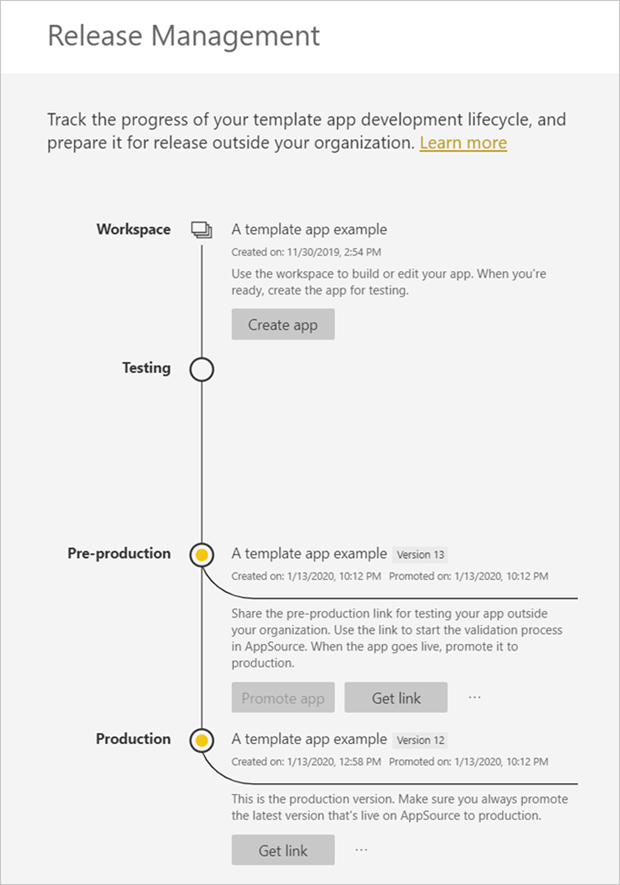 Release Management
Track the progress of your template app development lifecycle, and
prepare it for release outside your organization. Learn more
Workspace
A template app example
Created on: 11/30/2019, 2:54 PM
Use the workspace to build or edit your app. When you're
ready, create the app for testing.
Create app
Testing
Pre-production
A template app example Version 13
Created on: 1/13/2020, 10:12 PM Promoted on: 1/13/2020, 10:12 PM
Share the pre-production link for testing your app outside
your organization. Use the link to start the validation process
in AppSource. When the app goes live, promote it to
production.
Promote app Get link ...
Production
A template app example Version 12
Created on: 1/13/2020, 12:58 PM Promoted on: 1/13/2020, 10:12 PM
This is the production version. Make sure you always promote
the latest version that's live on AppSource to production.
Get link ...